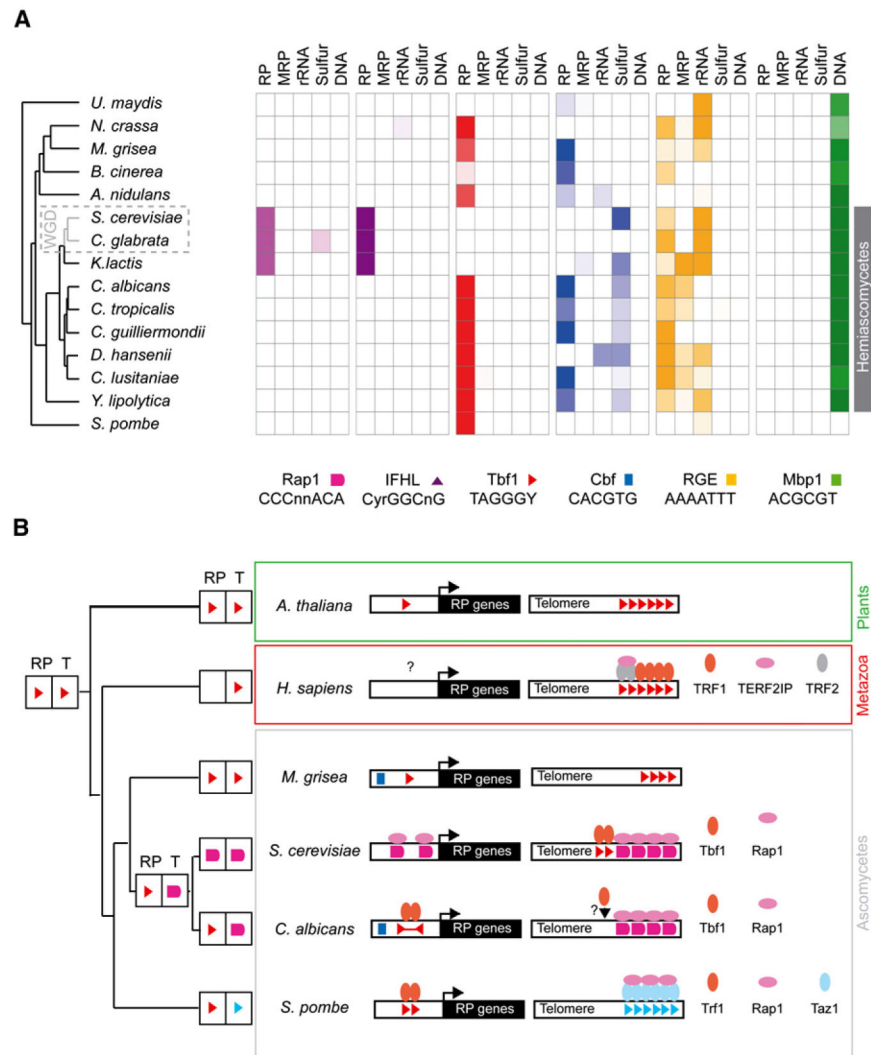 A
RP MRP rRNA Sulfur DNA RP MRP rRNA Sulfur DNA RP MRP rRNA Sulfur DNA RP MRP rRNA Sulfur DNA RP MRP rRNA Sulfur DNA RP MRP rRNA Sulfur DNA
U. maydis
N. crassa
M. grisea
B. cinerea
A. nidulans
S. cerevisiae
WGD
C. glabrata
K.lactis
C. albicans
C. tropicalis
C. guilliermondii
D. hansenii
C. lusitaniae
Y. lipolytica
S. pombe
Hemiascomycetes
Rap1 IFHL Tbf1 Cbf RGE Mbp1
CCCnnACA CyrGGCnG TAGGGY CACGTG AAAATTT ACGCGT
B
RP T
A. thaliana RP genes Telomere
Plants
RP T
?
H. sapiens RP genes Telomere TRF1 TERF2IP TRF2
Metazoa
M. grisea RP genes Telomere
RP T
S. cerevisiae RP genes Telomere Tbf1 Rap1
?
C. albicans RP genes Telomere Tbf1 Rap1
S. pombe RP genes Telomere Trf1 Rap1 Taz1
Ascomycetes